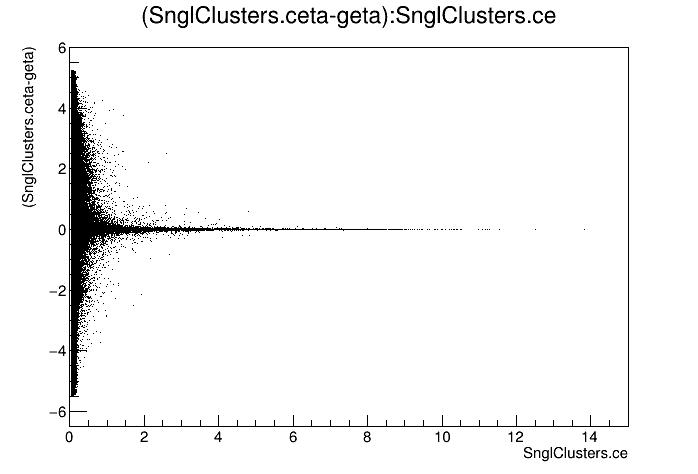 (SnglClusters.ceta-geta):SnglClusters.ce
(SnglClusters.ceta-geta)
6
4
2
0
−2
−4
−6
0 2 4 6 8 10 12 14
SnglClusters.ce